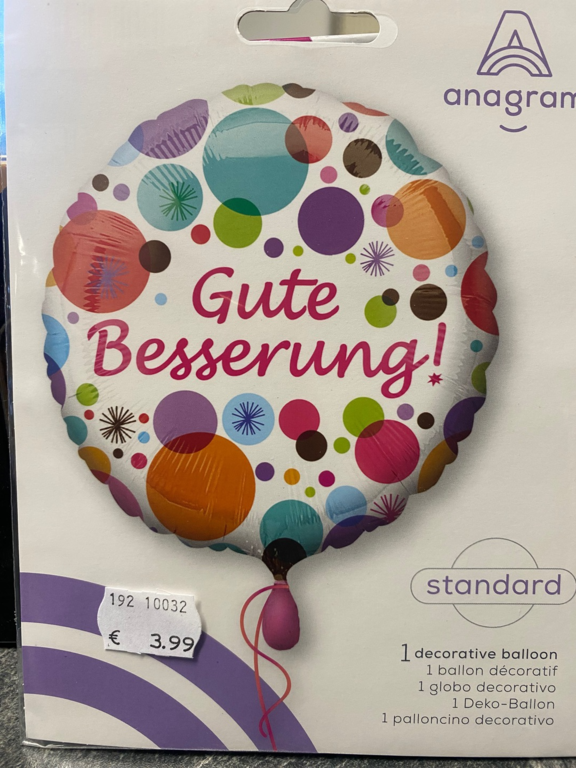 anagram
Gute
Besserung!
standard
192 10032
€ 3.99
1 decorative balloon
1 ballon décoratif
1 globo decorativo
1 Deko-Ballon
1 palloncino decorativo